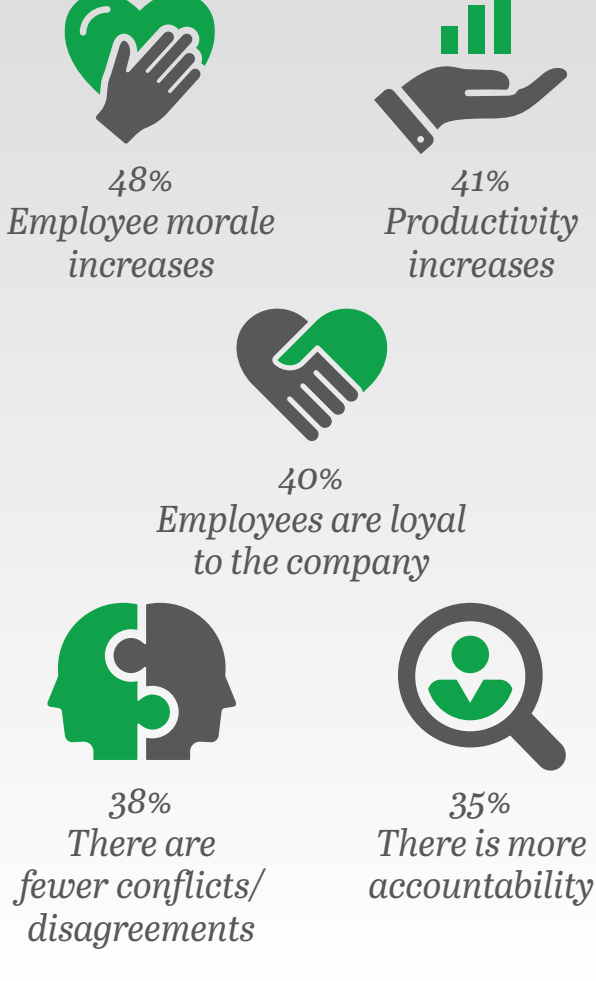 48%
Employee morale
increases
41%
Productivity
increases
40%
Employees are loyal
to the company
38%
There are
fewer conflicts/
disagreements
35%
There is more
accountability